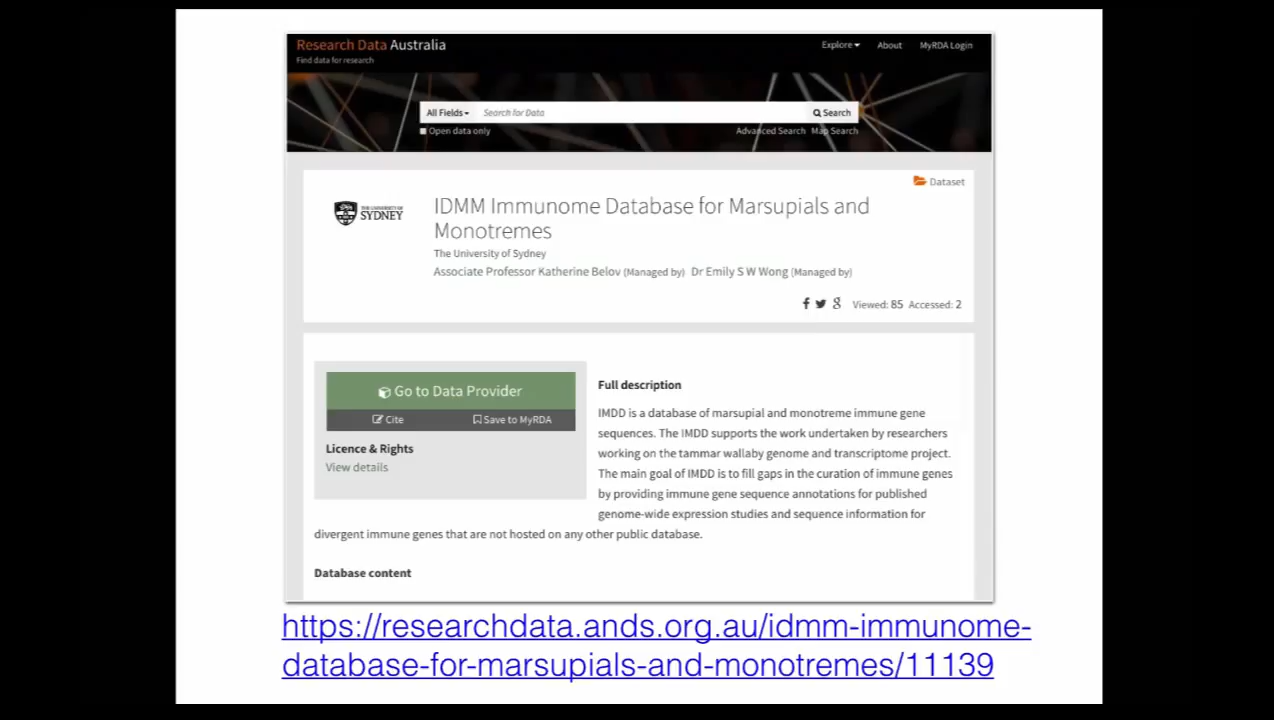 Research Data Australia
Find data for research
Explore
About
MyRDA Login
All Fields
Search for Data
Search
Open data only
Advanced Search
Map Search
Dataset
THE UNIVERSITY OF
SYDNEY
IDMM Immunome Database for Marsupials and
Monotremes
The University of Sydney
Associate Professor Katherine Belov (Managed by) Dr Emily S W Wong (Managed by)
Viewed: 85 Accessed: 2
Go to Data Provider
Cite
Save to MyRDA
Licence & Rights
View details
Full description
IMDD is a database of marsupial and monotreme immune gene
sequences. The IMDD supports the work undertaken by researchers
working on the tammar wallaby genome and transcriptome project.
The main goal of IMDD is to fill gaps in the curation of immune genes
by providing immune gene sequence annotations for published
genome-wide expression studies and sequence information for
divergent immune genes that are not hosted on any other public database.
Database content
https://researchdata.ands.org.au/idmm-immunome-
database-for-marsupials-and-monotremes/11139